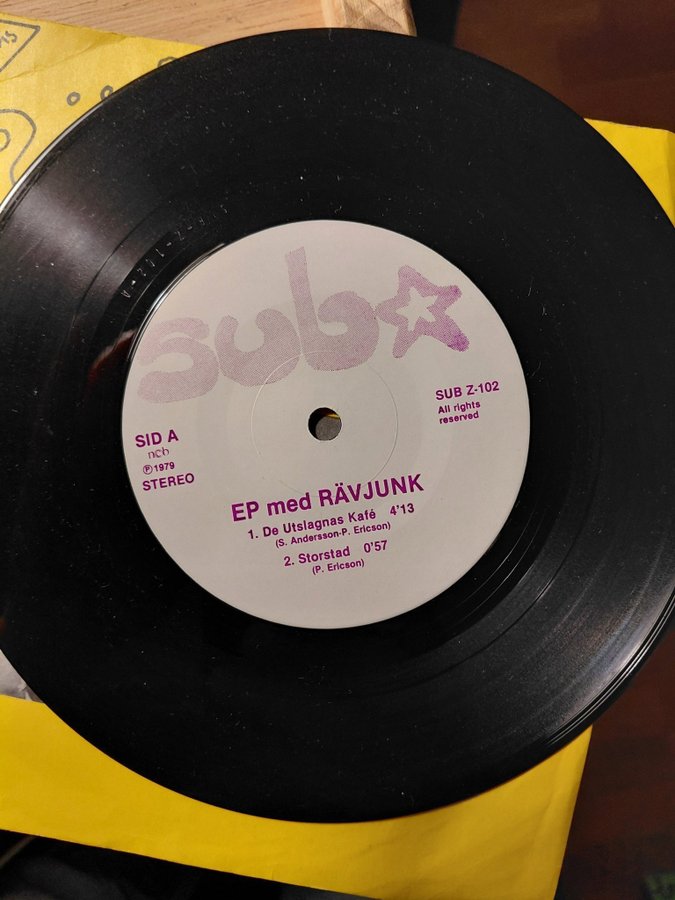 sub
SUB Z-102
All rights
reserved
SID A
ncb
Ⓟ 1979
STEREO
EP med RÄVJUNK
1. De Utslagnas Kafé 4'13
(S. Andersson-P. Ericson)
2. Storstad 0'57
(P. Ericson)